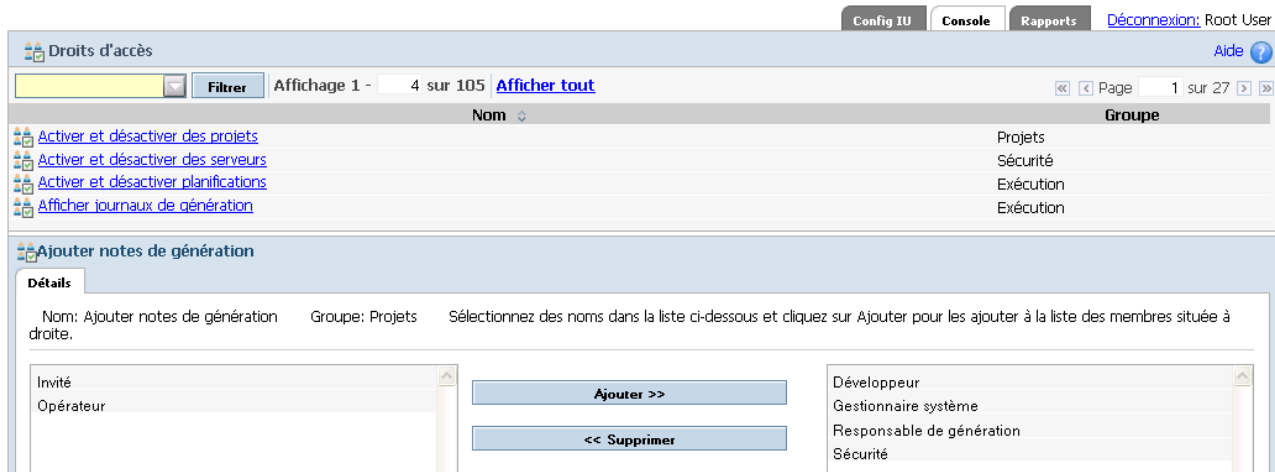 Config IU Console Rapports Déconnexion: Root User
Droits d'accès Aide ?
Filtrer Affichage 1 - 4 sur 105 Afficher tout Page 1 sur 27
Nom Groupe
Activer et désactiver des projets Projets
Activer et désactiver des serveurs Sécurité
Activer et désactiver planifications Exécution
Afficher journaux de génération Exécution
Ajouter notes de génération
Détails
Nom: Ajouter notes de génération Groupe: Projets Sélectionnez des noms dans la liste ci-dessous et cliquez sur Ajouter pour les ajouter à la liste des membres située à
droite.
Invité Ajouter >> Développeur
Opérateur Gestionnaire système
<< Supprimer Responsable de génération
Sécurité